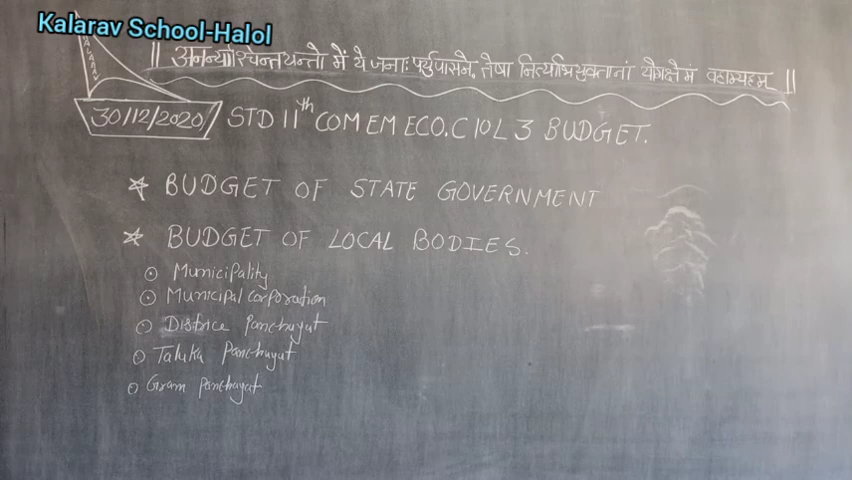 Kalarav School-Halol
KALARAV
|| अनन्याश्चिन्तयन्तो में ये जनाः पर्युपासते. तेषा नित्याभियुक्तानां योगक्षेमं वहाम्यहम ||
30/12/2020 STD 11th COM EM ECO. C 10 L 3 BUDGET.
☆ BUDGET OF STATE GOVERNMENT
☆ BUDGET OF LOCAL BODIES.
⊙ Municipality
⊙ Municipal corporation
⊙ District Panchayat
⊙ Taluka Panchayat
⊙ Gram Panchayat